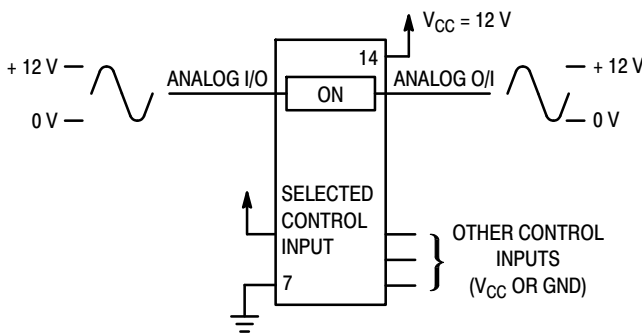 V_CC = 12 V
14
+ 12 V
0 V
ANALOG I/O
ON
ANALOG O/I
+ 12 V
0 V
SELECTED
CONTROL
INPUT
7
OTHER CONTROL
INPUTS
(V_CC OR GND)